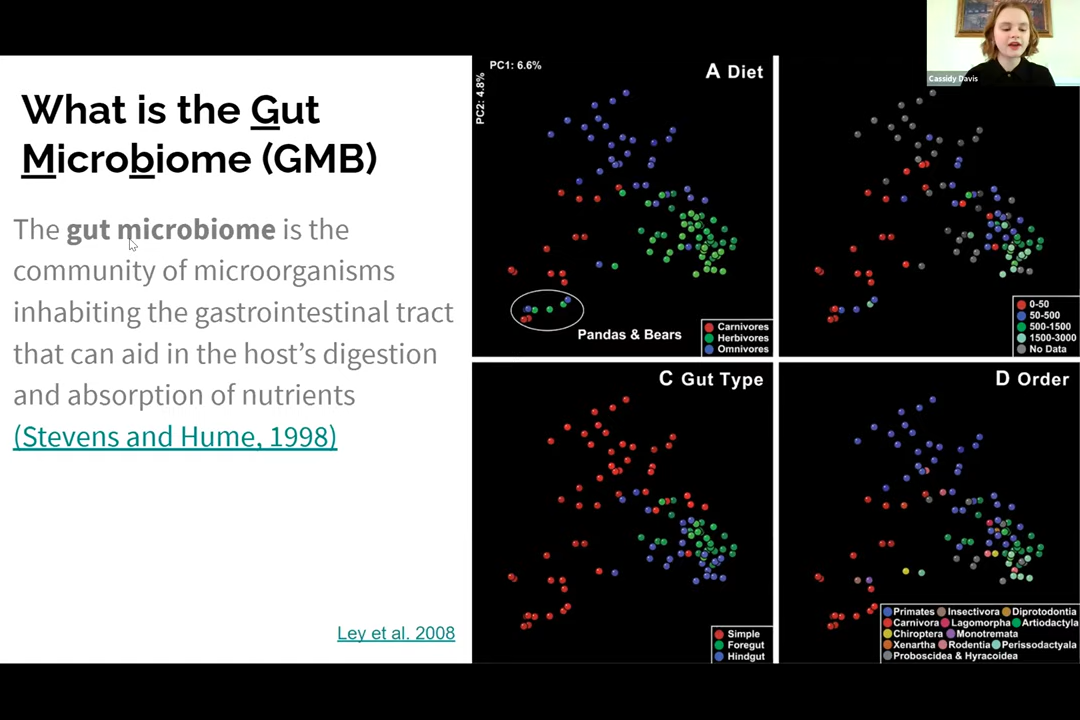 Cassidy Davis
What is the Gut
Microbiome (GMB)
The gut microbiome is the
community of microorganisms
inhabiting the gastrointestinal tract
that can aid in the host's digestion
and absorption of nutrients
(Stevens and Hume, 1998)
Ley et al. 2008
PC1: 6.6%
PC2: 4.8%
A Diet
Pandas & Bears
Carnivores
Herbivores
Omnivores
0-50
50-500
500-1500
1500-3000
No Data
C Gut Type
Simple
Foregut
Hindgut
D Order
Primates Insectivora Diprotodontia
Carnivora Lagomorpha Artiodactyla
Chiroptera Monotremata
Xenartha Rodentia Perissodactyala
Proboscidea & Hyracoidea